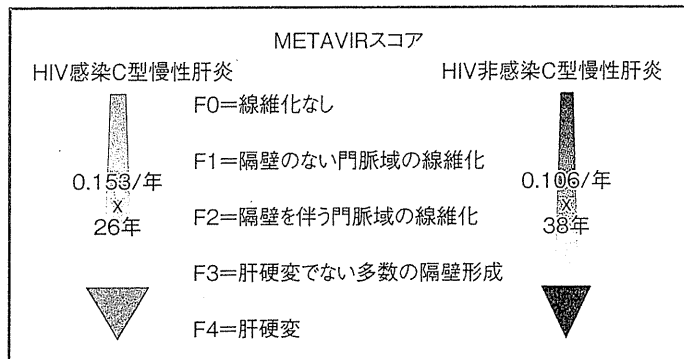 METAVIRスコア
HIV感染C型慢性肝炎
HIV非感染C型慢性肝炎
F0=線維化なし
F1=隔壁のない門脈域の線維化
0.153/年
×
26年
0.106/年
×
38年
F2=隔壁を伴う門脈域の線維化
F3=肝硬変でない多数の隔壁形成
F4=肝硬変